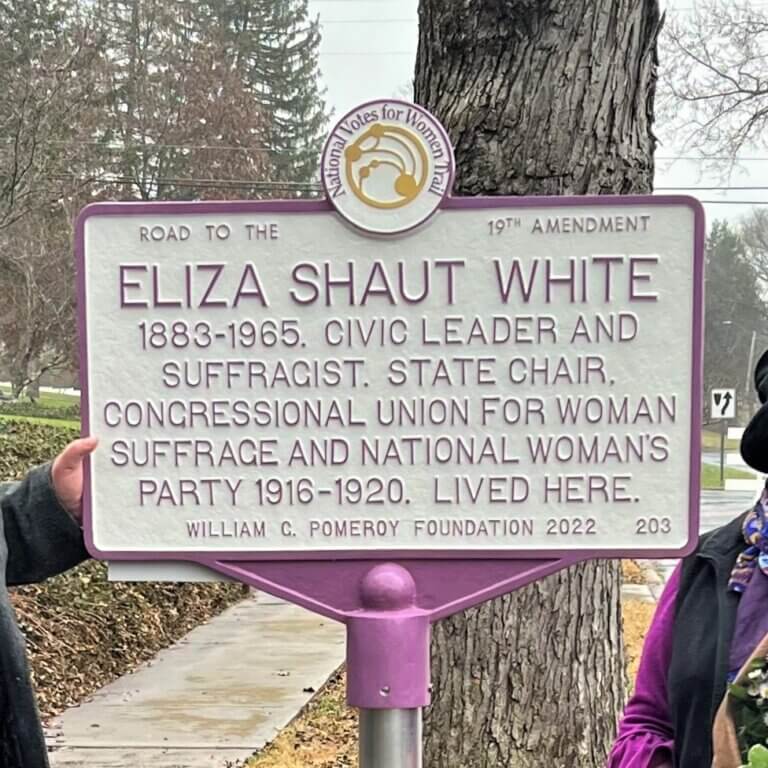 National Votes for Women Trail
ROAD TO THE 19TH AMENDMENT
ELIZA SHAUT WHITE
1883-1965. CIVIC LEADER AND
SUFFRAGIST. STATE CHAIR,
CONGRESSIONAL UNION FOR WOMAN
SUFFRAGE AND NATIONAL WOMAN'S
PARTY 1916-1920. LIVED HERE.
WILLIAM G. POMEROY FOUNDATION 2022 203